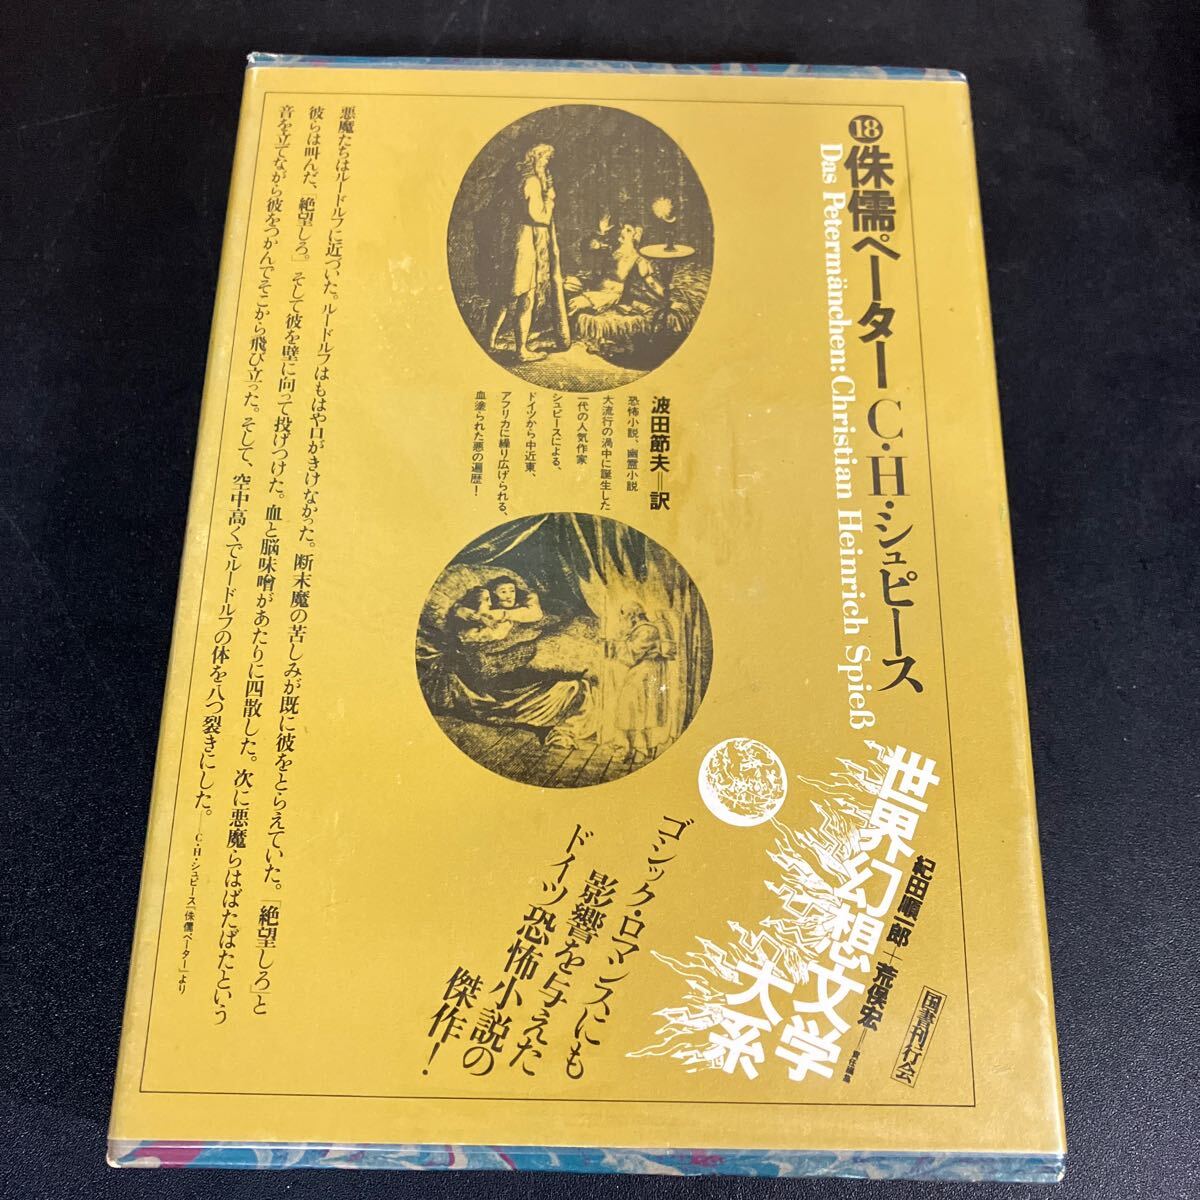 ⓲侏儒ペーター C・H・シュピース
Das Petermänchen: Christian Heinrich Spieß
世界幻想文学大系
紀田順一郎+荒俣宏=責任編集
国書刊行会
波田節夫=訳
恐怖小説、幽霊小説
大流行の渦中に誕生した
一代の人気作家
シュピースによる、
ドイツから中近東、
アフリカに繰り広げられる、
血塗られた悪の遍歴!
ゴシック・ロマンスにも
影響を与えた
ドイツ恐怖小説の
傑作!
悪魔たちはルードルフに近づいた。ルードルフはもはや口がきけなかった。断末魔の苦しみが既に彼をとらえていた。「絶望しろ」と
彼らは叫んだ、「絶望しろ」。そして彼を壁に向って投げつけた。血と脳味噌があたりに四散した。次に悪魔らはばたばたという
音を立てながら彼をつかんでそこから飛び立った。そして、空中高くでルードルフの体を八つ裂きにした。
C・H・シュピース「侏儒ペーター」より